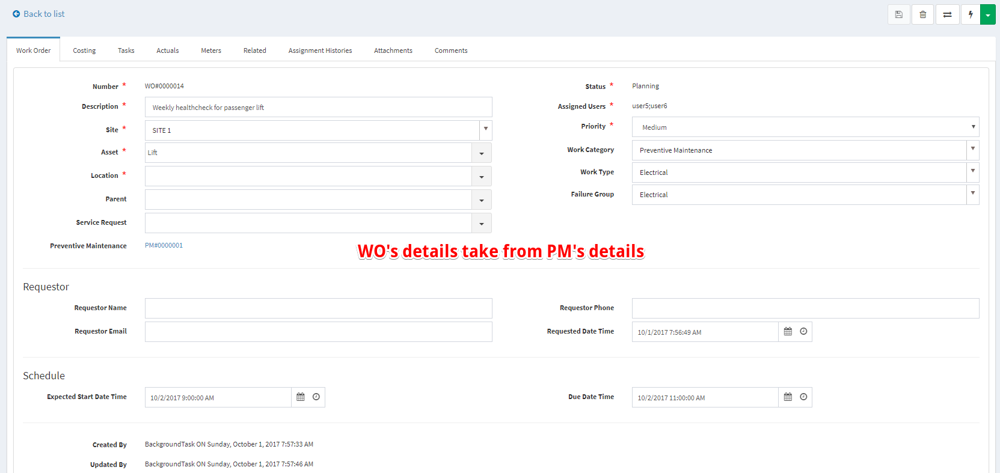 Back to list
Work Order Costing Tasks Actuals Meters Related Assignment Histories Attachments Comments
Number * WO#0000014
Status * Planning
Description * Weekly healthcheck for passenger lift
Assigned Users * user5;user6
Site * SITE 1
Priority * Medium
Asset * Lift
Work Category Preventive Maintenance
Location *
Work Type Electrical
Parent
Failure Group Electrical
Service Request
Preventive Maintenance PM#0000001
WO's details take from PM's details
Requestor
Requestor Name
Requestor Phone
Requestor Email
Requested Date Time 10/1/2017 7:56:49 AM
Schedule
Expected Start Date Time 10/2/2017 9:00:00 AM
Due Date Time 10/2/2017 11:00:00 AM
Created By BackgroundTask ON Sunday, October 1, 2017 7:57:33 AM
Updated By BackgroundTask ON Sunday, October 1, 2017 7:57:46 AM